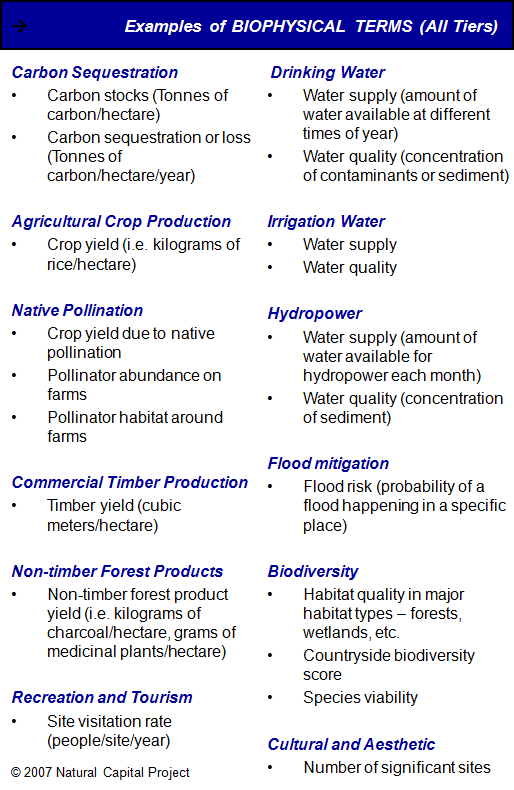 → Examples of BIOPHYSICAL TERMS (All Tiers)
Carbon Sequestration
• Carbon stocks (Tonnes of
carbon/hectare)
• Carbon sequestration or loss
(Tonnes of
carbon/hectare/year)
Agricultural Crop Production
• Crop yield (i.e. kilograms of
rice/hectare)
Native Pollination
• Crop yield due to native
pollination
• Pollinator abundance on
farms
• Pollinator habitat around
farms
Commercial Timber Production
• Timber yield (cubic
meters/hectare)
Non-timber Forest Products
• Non-timber forest product
yield (i.e. kilograms of
charcoal/hectare, grams of
medicinal plants/hectare)
Recreation and Tourism
• Site visitation rate
(people/site/year)
© 2007 Natural Capital Project
Drinking Water
• Water supply (amount of
water available at different
times of year)
• Water quality (concentration
of contaminants or sediment)
Irrigation Water
• Water supply
• Water quality
Hydropower
• Water supply (amount of
water available for
hydropower each month)
• Water quality (concentration
of sediment)
Flood mitigation
• Flood risk (probability of a
flood happening in a specific
place)
Biodiversity
• Habitat quality in major
habitat types – forests,
wetlands, etc.
• Countryside biodiversity
score
• Species viability
Cultural and Aesthetic
• Number of significant sites